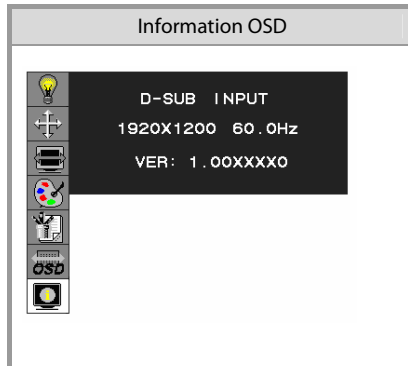 Information OSD
D-SUB INPUT
1920X1200 60.0Hz
VER: 1.00XXXX0
OSD